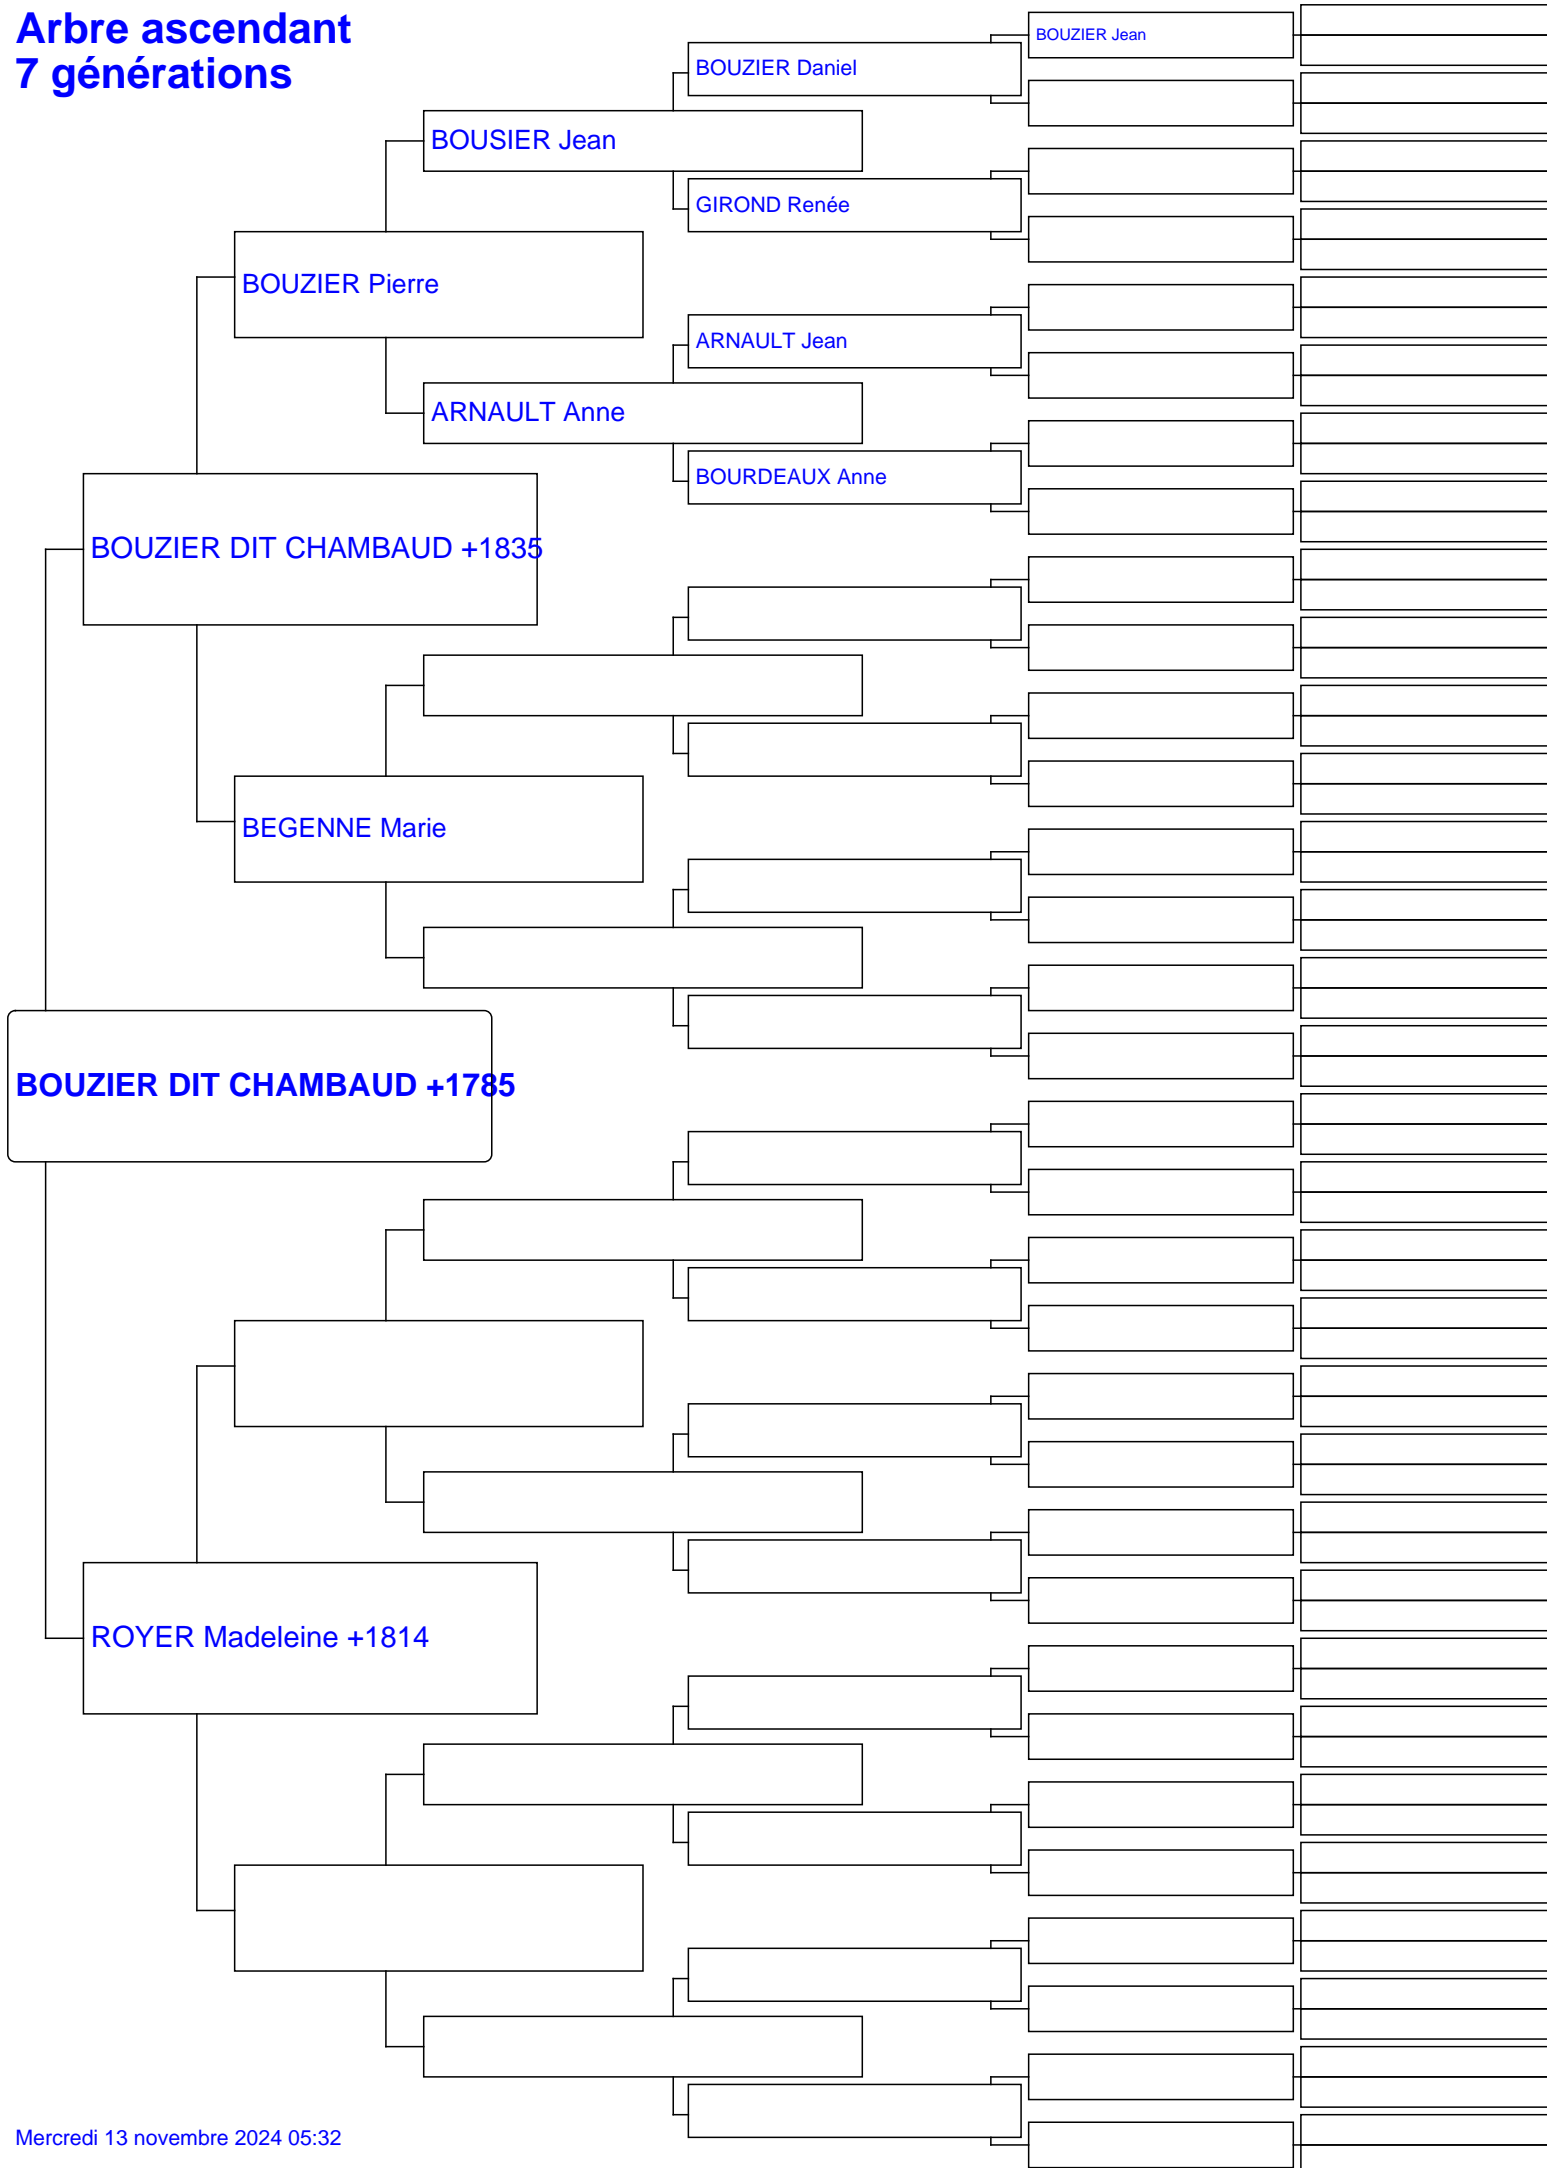 Arbre ascendant
7 générations
BOUZIER Jean
BOUZIER Daniel
BOUSIER Jean
GIROND Renée
BOUZIER Pierre
ARNAULT Jean
ARNAULT Anne
BOURDEAUX Anne
BOUZIER DIT CHAMBAUD +1835
BEGENNE Marie
BOUZIER DIT CHAMBAUD +1785
ROYER Madeleine +1814
Mercredi 13 novembre 2024 05:32